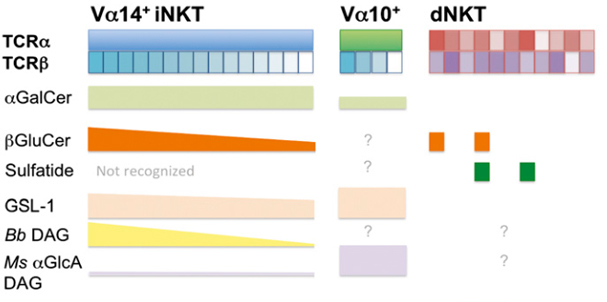 Vα14⁺ iNKT Vα10⁺ dNKT
TCRα
TCRβ
αGalCer
βGluCer ?
Sulfatide Not recognized ?
GSL-1
Bb DAG ? ?
Ms αGlcA ?
DAG